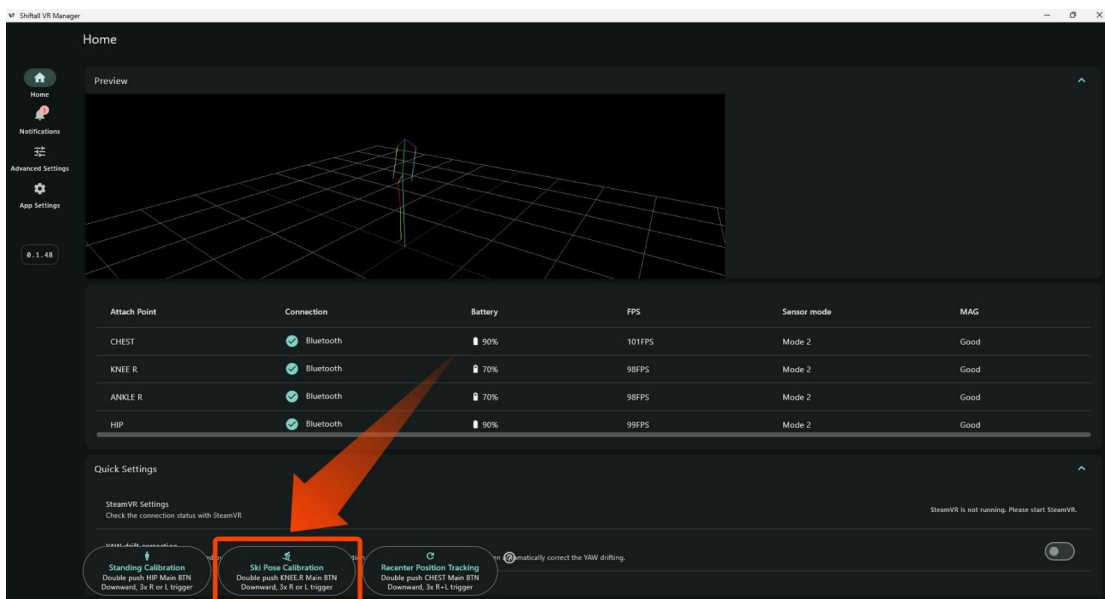 Shiftall VR Manager
Home
Home
Notifications
Advanced Settings
App Settings
0.1.48
Preview
Attach Point Connection Battery FPS Sensor mode MAG
CHEST Bluetooth 90% 101FPS Mode 2 Good
KNEE R Bluetooth 70% 98FPS Mode 2 Good
ANKLE R Bluetooth 70% 98FPS Mode 2 Good
HIP Bluetooth 90% 99FPS Mode 2 Good
Quick Settings
SteamVR Settings
Check the connection status with SteamVR
SteamVR is not running. Please start SteamVR.
YAW drift correction
automatically correct the YAW drifting.
Standing Calibration
Double push HIP Main BTN
Downward, 3x R or L trigger
Ski Pose Calibration
Double push KNEE.R Main BTN
Downward, 3x R or L trigger
Recenter Position Tracking
Double push CHEST Main BTN
Downward, 3x R+L trigger